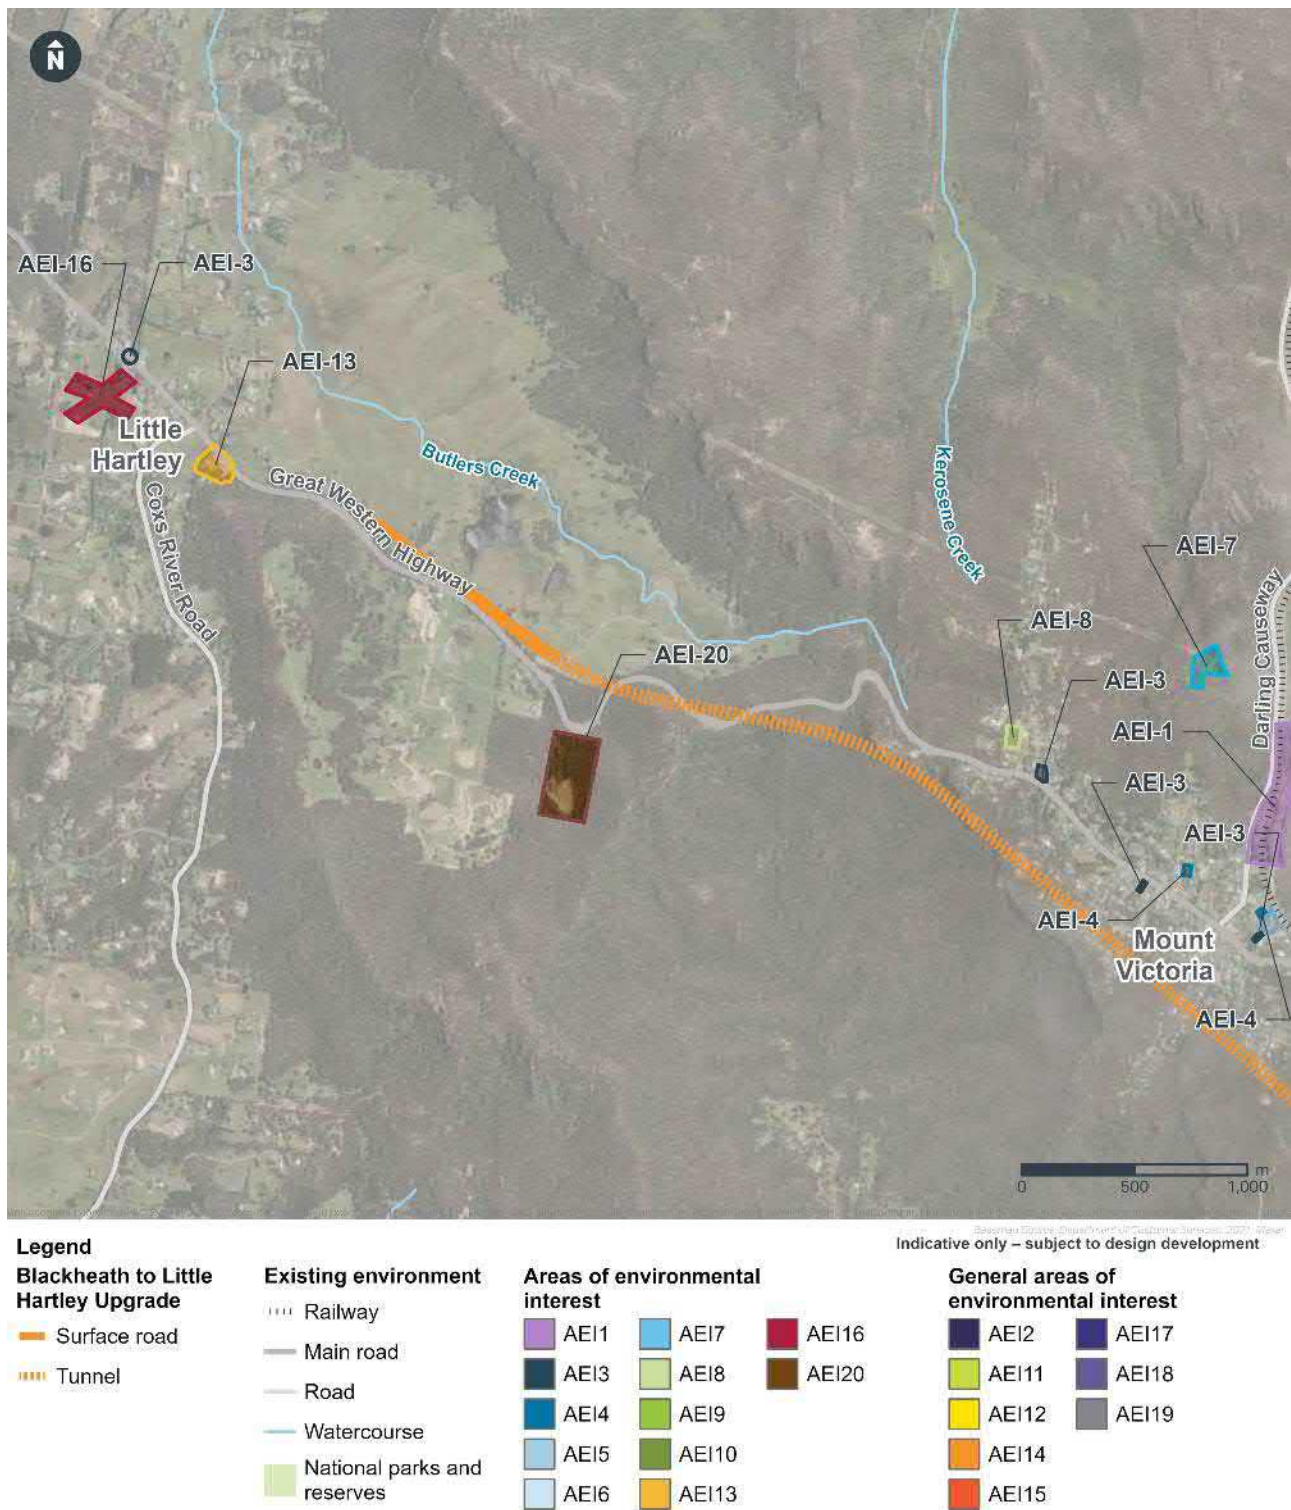 N
AEI-16
AEI-3
AEI-13
Little
Hartley
Great Western Highway
Butlers Creek
Kerosene Creek
Coxs River Road
AEI-7
AEI-8
AEI-20
AEI-3
AEI-1
AEI-3
AEI-3
Darling Causeway
AEI-4
Mount
Victoria
AEI-4
m
0 500 1,000
Indicative only – subject to design development
Legend
Blackheath to Little
Hartley Upgrade
Surface road
Tunnel
Existing environment
Railway
Main road
Road
Watercourse
National parks and
reserves
Areas of environmental
interest
AEI1
AEI3
AEI4
AEI5
AEI6
AEI7
AEI8
AEI9
AEI10
AEI13
AEI16
AEI20
General areas of
environmental interest
AEI2
AEI11
AEI12
AEI14
AEI15
AEI17
AEI18
AEI19